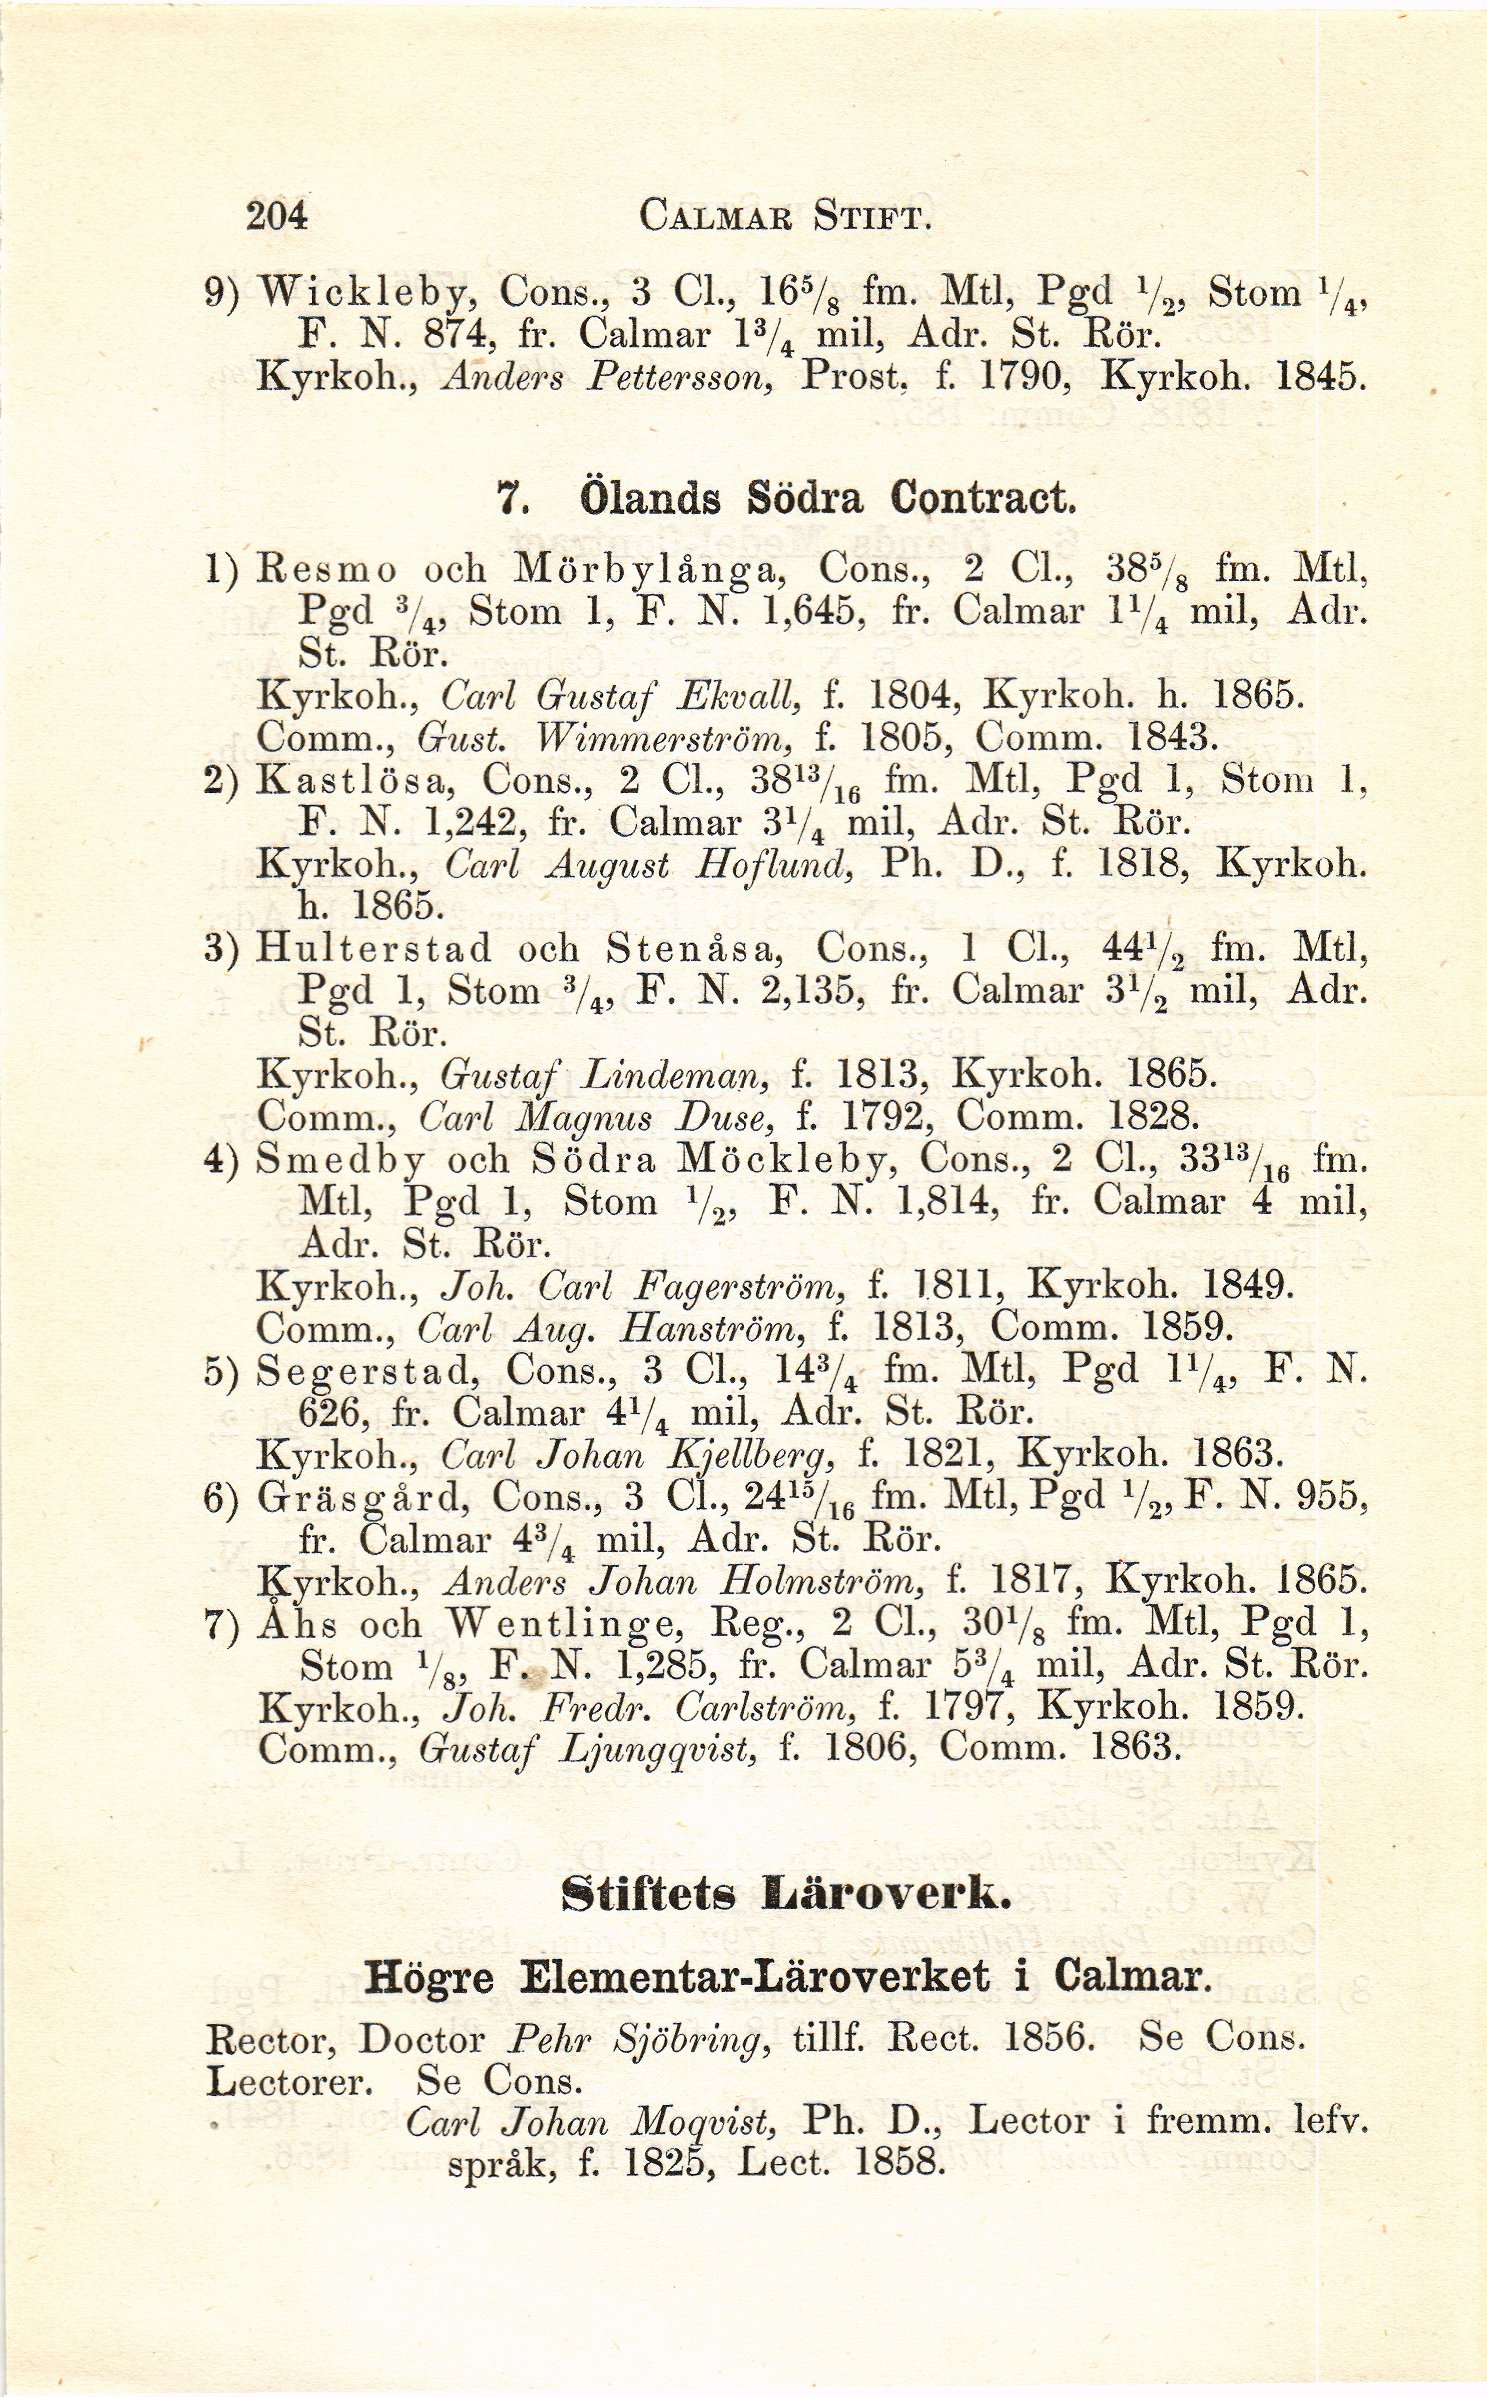 204 CALMAR STIFT.
9) Wickleby, Cons., 3 Cl., 16⁵/₈ fm. Mtl, Pgd ¹/₂, Stom ¹/₄,
F. N. 874, fr. Calmar 1³/₄ mil, Adr. St. Rör.
Kyrkoh., Anders Pettersson, Prost, f. 1790, Kyrkoh. 1845.
7. Ölands Södra Contract.
1) Resmo och Mörbylånga, Cons., 2 Cl., 38⁵/₈ fm. Mtl,
Pgd ³/₄, Stom 1, F. N. 1,645, fr. Calmar 1¹/₄ mil, Adr.
St. Rör.
Kyrkoh., Carl Gustaf Ekvall, f. 1804, Kyrkoh. h. 1865.
Comm., Gust. Wimmerström, f. 1805, Comm. 1843.
2) Kastlösa, Cons., 2 Cl., 38¹³/₁₆ fm. Mtl, Pgd 1, Stom 1,
F. N. 1,242, fr. Calmar 3¹/₄ mil, Adr. St. Rör.
Kyrkoh., Carl August Hoflund, Ph. D., f. 1818, Kyrkoh.
h. 1865.
3) Hulterstad och Stenåsa, Cons., 1 Cl., 44¹/₂ fm. Mtl,
Pgd 1, Stom ³/₄, F. N. 2,135, fr. Calmar 3¹/₂ mil, Adr.
St. Rör.
Kyrkoh., Gustaf Lindeman, f. 1813, Kyrkoh. 1865.
Comm., Carl Magnus Duse, f. 1792, Comm. 1828.
4) Smedby och Södra Möckleby, Cons., 2 Cl., 33¹³/₁₆ fm.
Mtl, Pgd 1, Stom ¹/₂, F. N. 1,814, fr. Calmar 4 mil,
Adr. St. Rör.
Kyrkoh., Joh. Carl Fagerström, f. 1811, Kyrkoh. 1849.
Comm., Carl Aug. Hanström, f. 1813, Comm. 1859.
5) Segerstad, Cons., 3 Cl., 14³/₄ fm. Mtl, Pgd 1¹/₄, F. N.
626, fr. Calmar 4¹/₄ mil, Adr. St. Rör.
Kyrkoh., Carl Johan Kjellberg, f. 1821, Kyrkoh. 1863.
6) Gräsgård, Cons., 3 Cl., 24¹⁵/₁₆ fm. Mtl, Pgd ¹/₂, F. N. 955,
fr. Calmar 4³/₄ mil, Adr. St. Rör.
Kyrkoh., Anders Johan Holmström, f. 1817, Kyrkoh. 1865.
7) Åhs och Wentlinge, Reg., 2 Cl., 30¹/₈ fm. Mtl, Pgd 1,
Stom ¹/₈, F. N. 1,285, fr. Calmar 5³/₄ mil, Adr. St. Rör.
Kyrkoh., Joh. Fredr. Carlström, f. 1797, Kyrkoh. 1859.
Comm., Gustaf Ljungqvist, f. 1806, Comm. 1863.
Stiftets Läroverk.
Högre Elementar-Läroverket i Calmar.
Rector, Doctor Pehr Sjöbring, tillf. Rect. 1856. Se Cons.
Lectorer. Se Cons.
Carl Johan Moqvist, Ph. D., Lector i fremm. lefv.
språk, f. 1825, Lect. 1858.